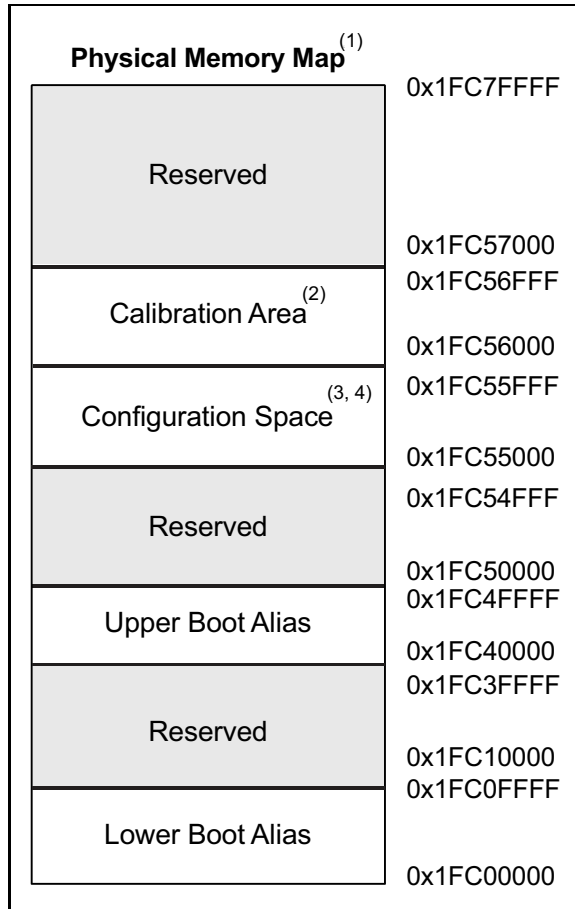 Physical Memory Map(1)
0x1FC7FFFF
Reserved
0x1FC57000
0x1FC56FFF
Calibration Area(2)
0x1FC56000
0x1FC55FFF
Configuration Space(3, 4)
0x1FC55000
0x1FC54FFF
Reserved
0x1FC50000
0x1FC4FFFF
Upper Boot Alias
0x1FC40000
0x1FC3FFFF
Reserved
0x1FC10000
0x1FC0FFFF
Lower Boot Alias
0x1FC00000